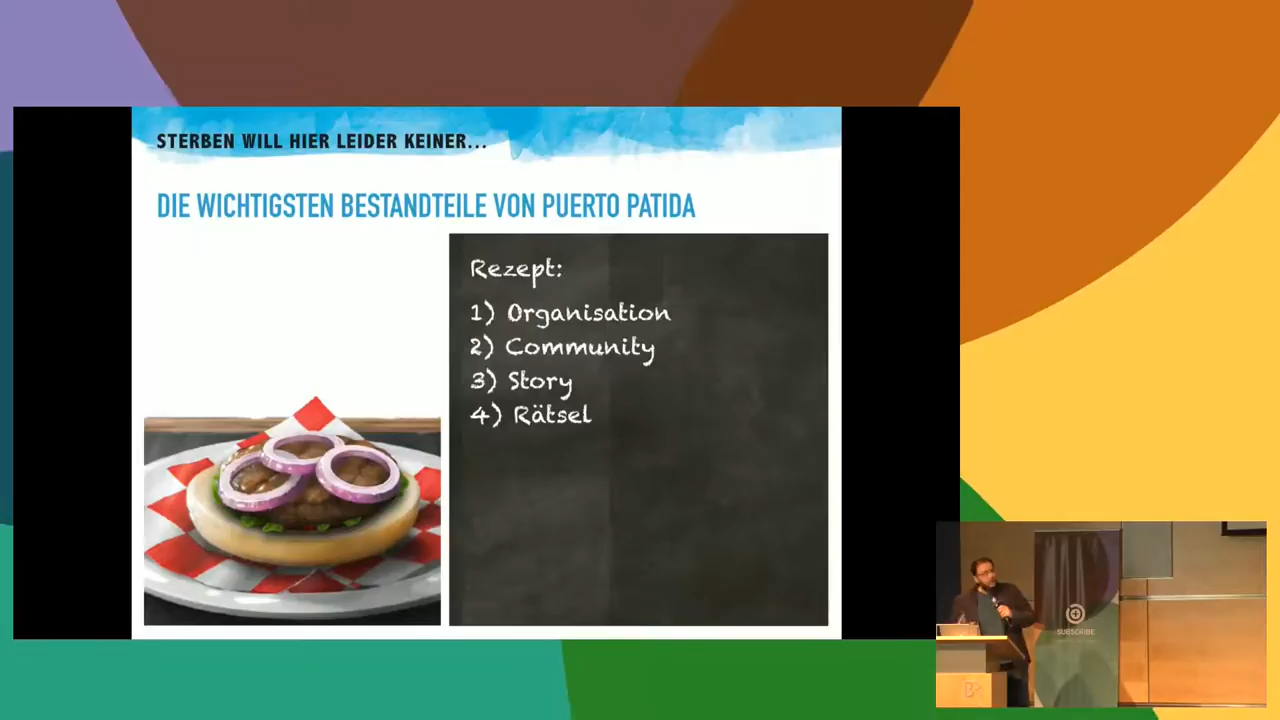 STERBEN WILL HIER LEIDER KEINER...
DIE WICHTIGSTEN BESTANDTEILE VON PUERTO PATIDA
Rezept:
1) Organisation
2) Community
3) Story
4) Rätsel
SUBSCRIBE